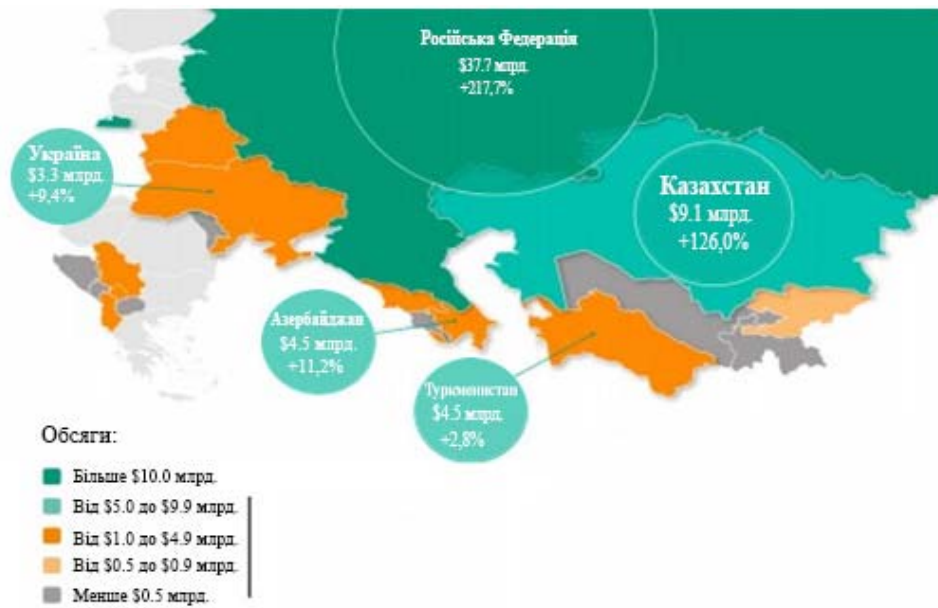 Російська Федерація
$37.7 млрд.
+217,7%
Україна
$3.3 млрд.
+9,4%
Казахстан
$9.1 млрд.
+126,0%
Азербайджан
$4.5 млрд.
+11,2%
Туркменистан
$4.5 млрд.
+2,8%
Обсяги:
Більше $10.0 млрд.
Від $5.0 до $9.9 млрд.
Від $1.0 до $4.9 млрд.
Від $0.5 до $0.9 млрд.
Менше $0.5 млрд.